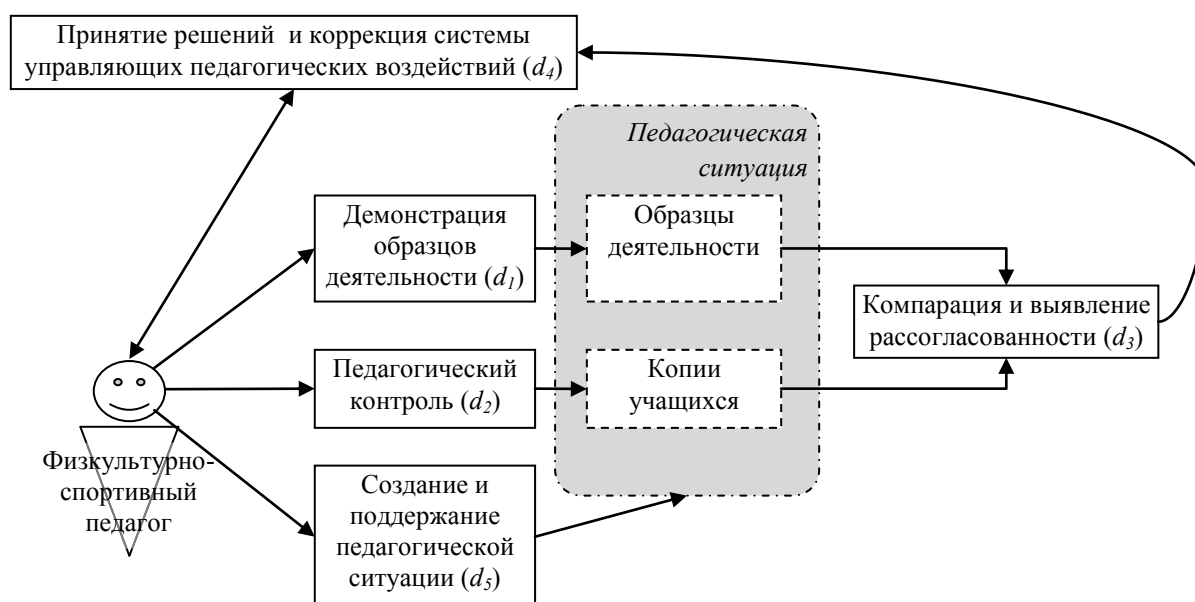 Принятие решений и коррекция системы
управляющих педагогических воздействий (d4)
Педагогическая
ситуация
Демонстрация
образцов
деятельности (d1)
Образцы
деятельности
Компарация и выявление
рассогласованности (d3)
Педагогический
контроль (d2)
Копии
учащихся
Физкультурно-
спортивный
педагог
Создание и
поддержание
педагогической
ситуации (d5)